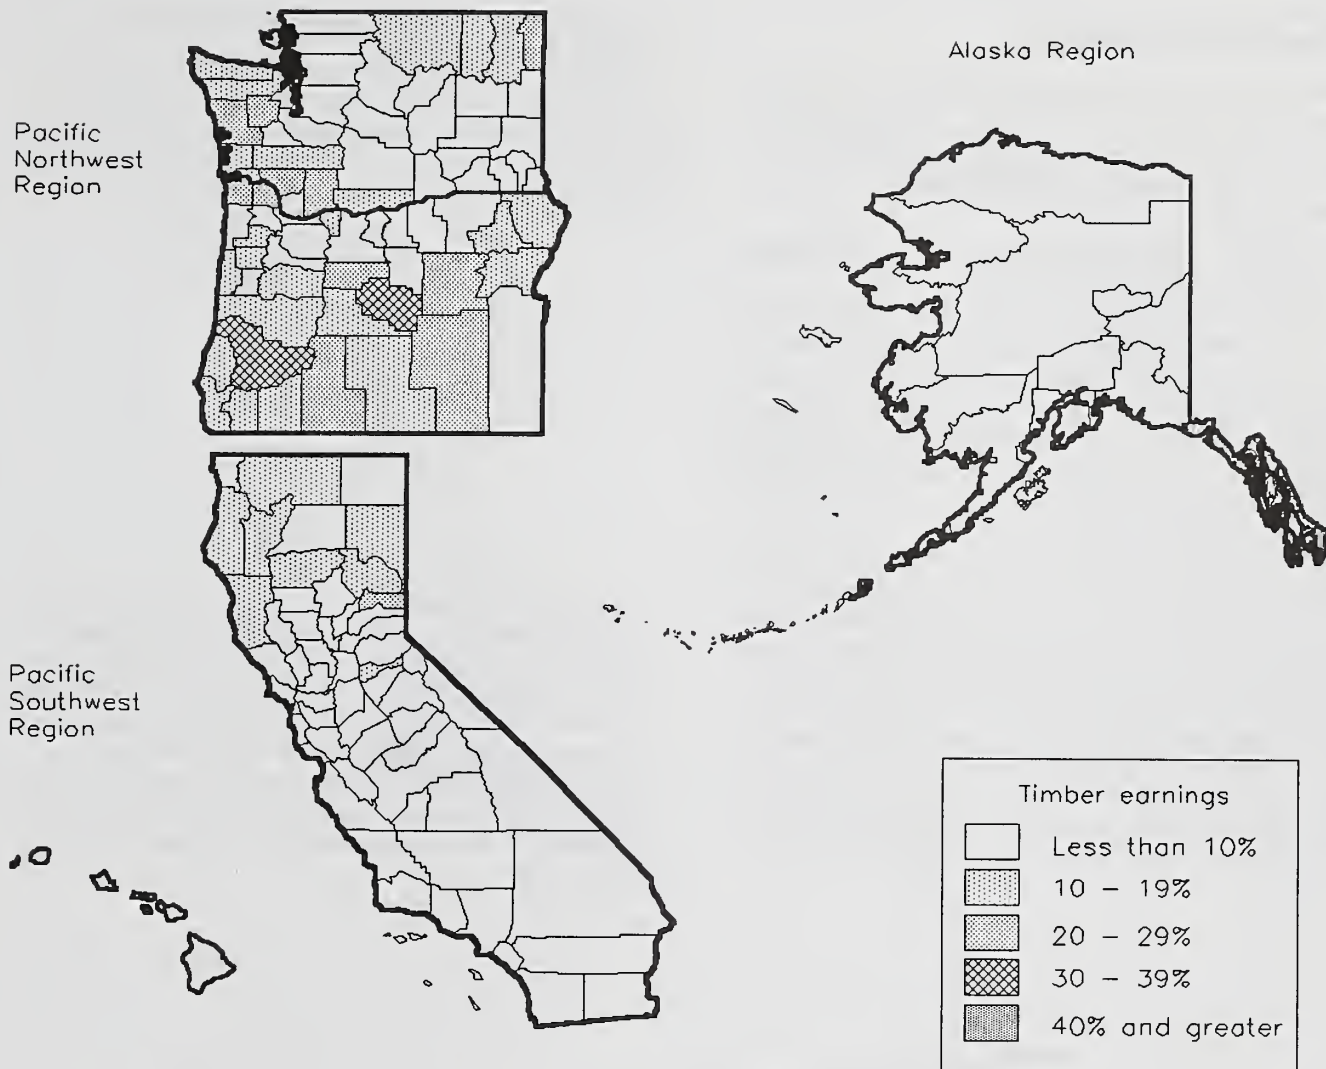 Alaska Region
Pacific
Northwest
Region
Pacific
Southwest
Region
Timber earnings
Less than 10%
10 – 19%
20 – 29%
30 – 39%
40% and greater